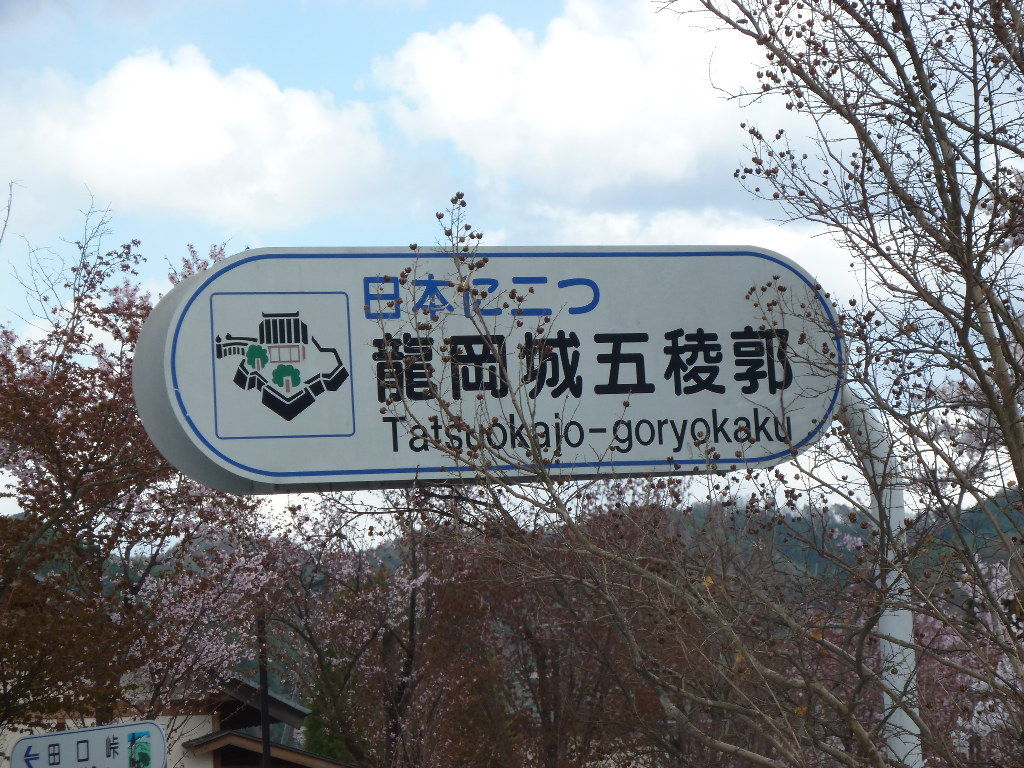 日本に二つ
龍岡城五稜郭
Tatsuokajo-goryokaku
田口峠